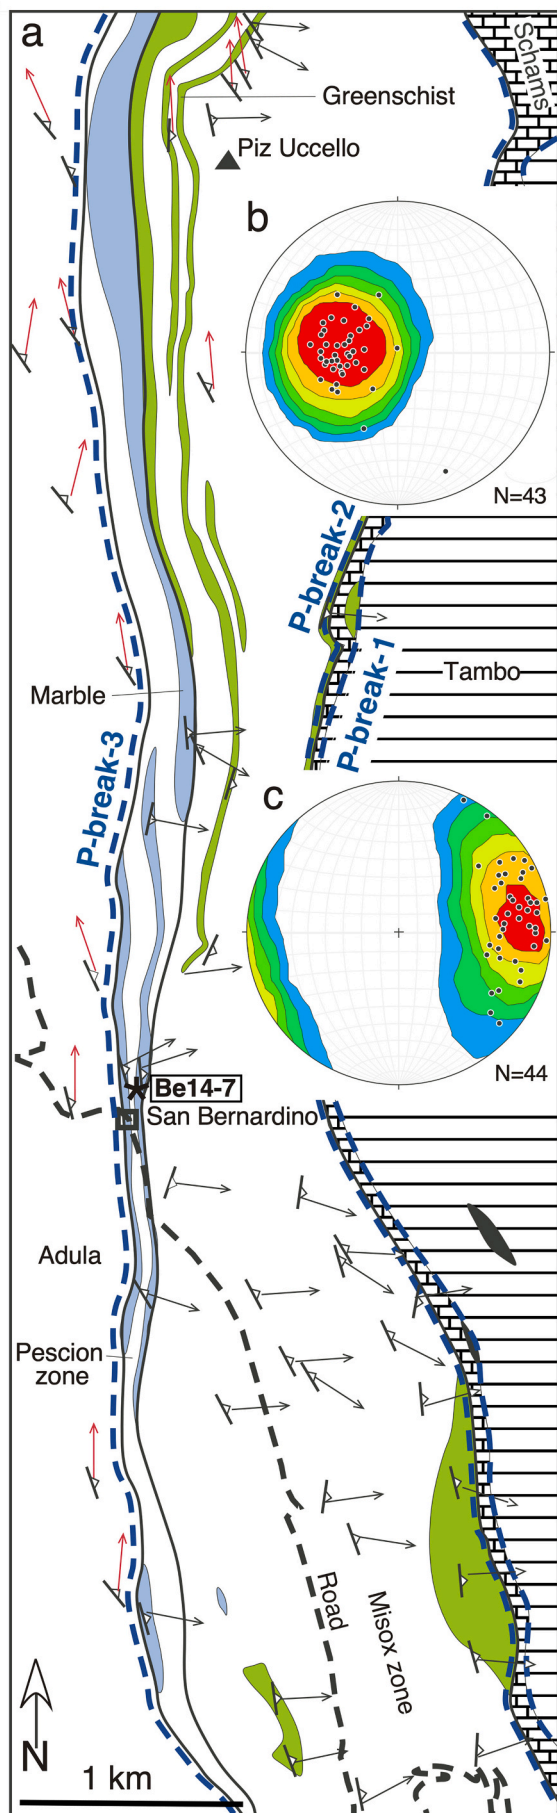 a
Schams
Greenschist
Piz Uccello
b
N=43
P-break-2
P-break-1
Tambo
Marble
P-break-3
c
N=44
Be14-7
San Bernardino
Adula
Pescion
zone
Road
Misox zone
N
1 km